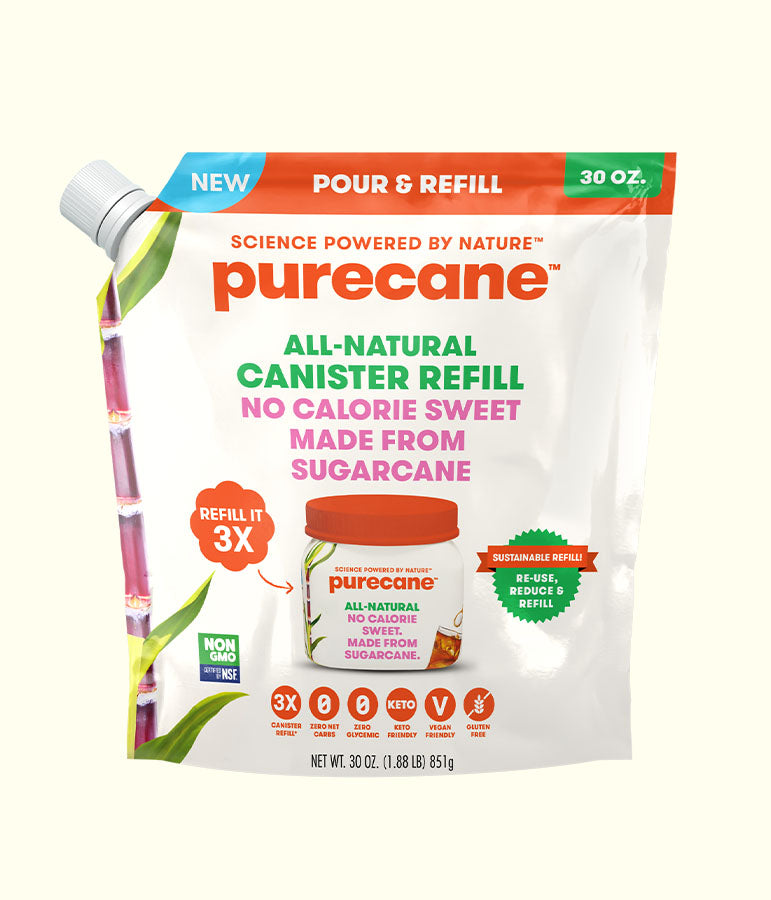 NEW
POUR & REFILL
30 OZ.
SCIENCE POWERED BY NATURE™
purecane™
ALL-NATURAL
CANISTER REFILL
NO CALORIE SWEET
MADE FROM
SUGARCANE
REFILL IT
3X
SCIENCE POWERED BY NATURE™
purecane™
ALL-NATURAL
NO CALORIE
SWEET.
MADE FROM
SUGARCANE.
SUSTAINABLE REFILL!
RE-USE,
REDUCE &
REFILL
NON
GMO
CERTIFIED
BY NSF
3X
CANISTER
REFILL*
0
ZERO NET
CARBS
0
ZERO
GLYCEMIC
KETO
KETO
FRIENDLY
V
VEGAN
FRIENDLY
GLUTEN
FREE
NET WT. 30 OZ. (1.88 LB) 851g